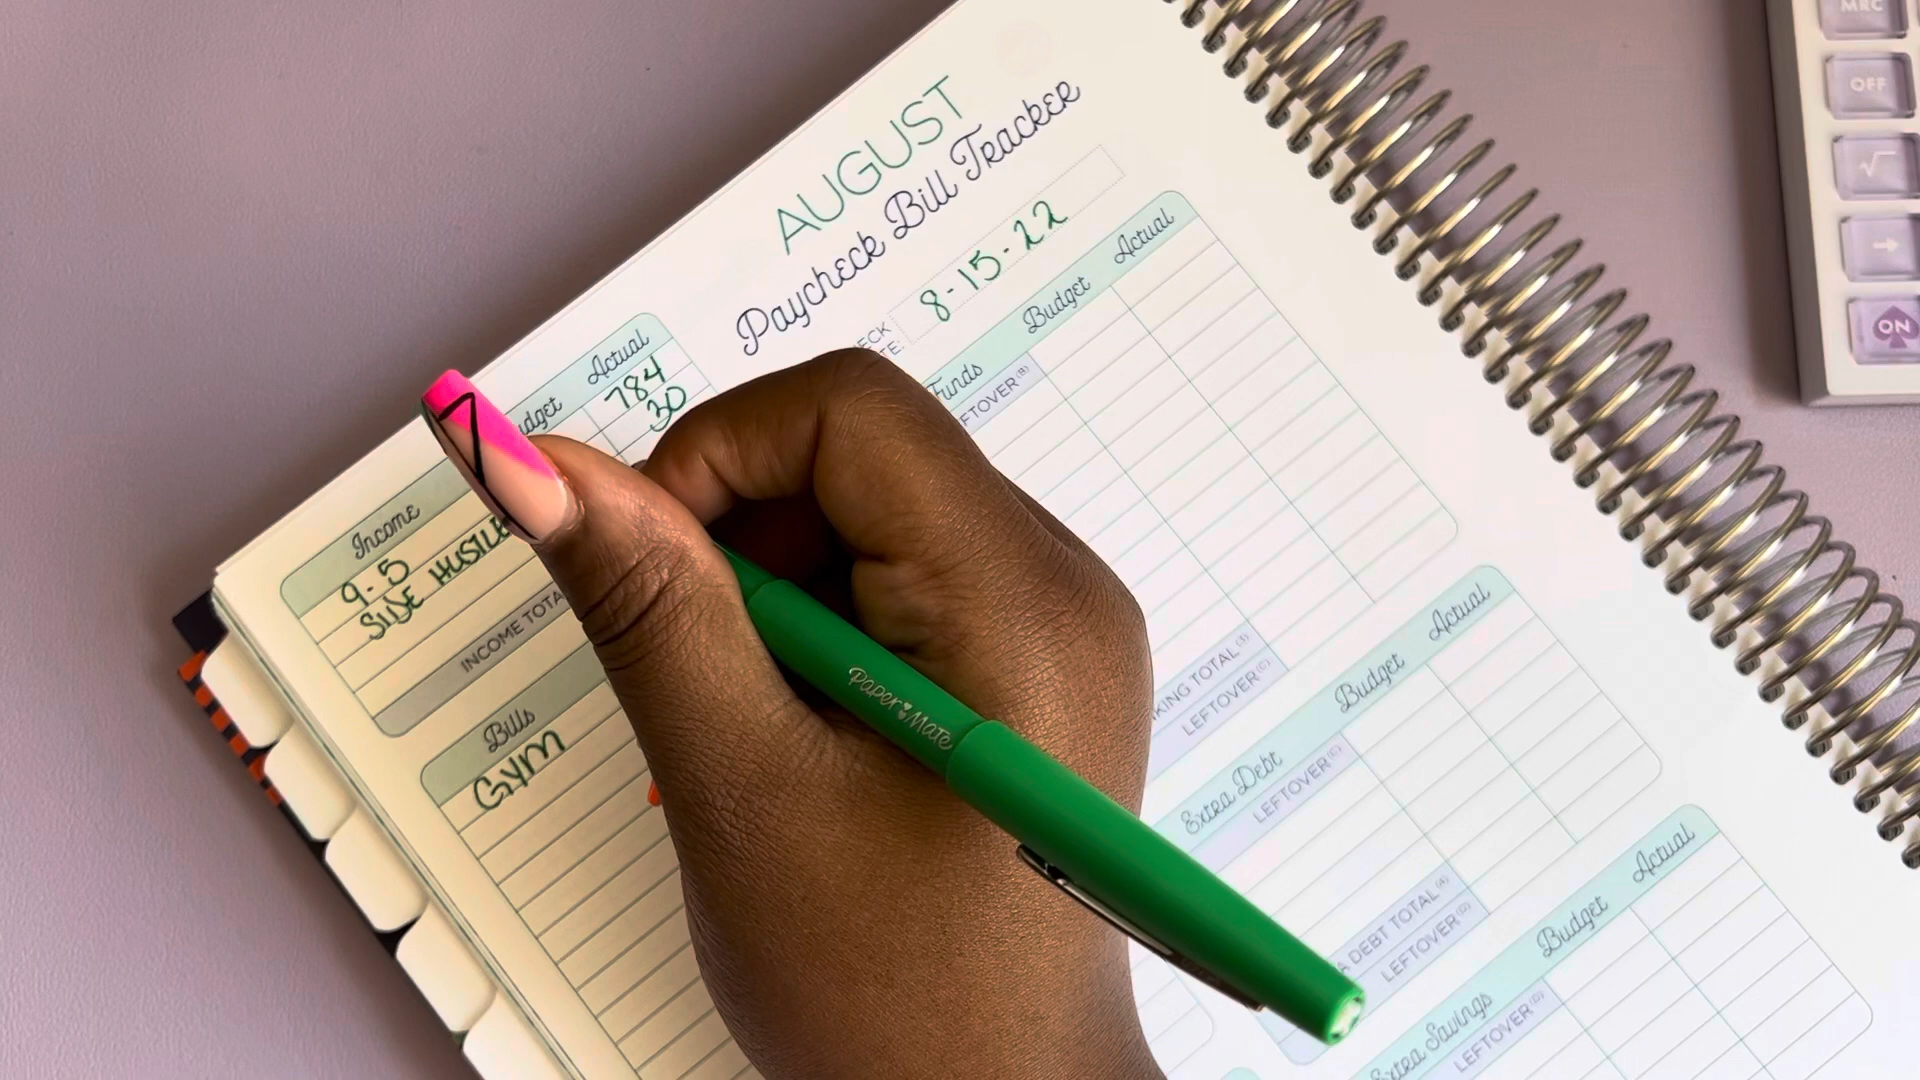 AUGUST
Paycheck Bill Tracker
8-15-22
Income
Actual
9-5
784
SIDE HUSTLE
30
INCOME TOTAL
Bills
GYM
Budget Actual
LEFTOVER
LEFTOVER
Extra Debt Budget Actual
LEFTOVER
DEBT TOTAL
LEFTOVER
Extra Savings Budget Actual
LEFTOVER
Paper Mate
MRC
OFF
√
→
ON